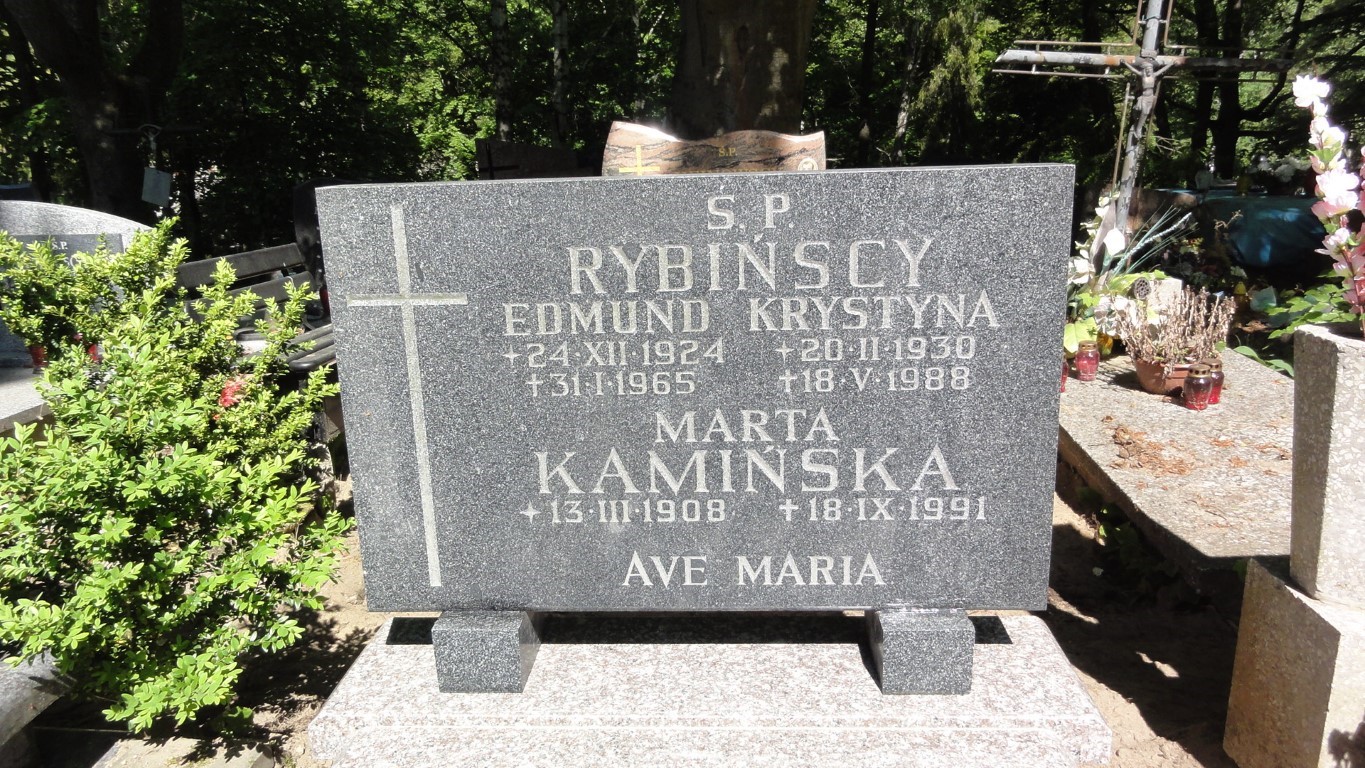 Ś.P.
Ś. P.
RYBIŃSCY
EDMUND KRYSTYNA
+24·XII·1924 +20·II·1930
†31·I·1965 †18·V·1988
MARTA
KAMIŃSKA
+13·III·1908 †18·IX·1991
AVE MARIA
Ś.P.